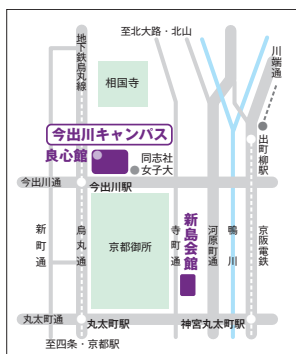 至北大路・北山
地下鉄烏丸線
川端通
相国寺
今出川キャンパス
良心館
同志社
女子大
出町柳駅
今出川通
今出川駅
新町通
烏丸通
京都御所
寺町通
新島会館
河原町通
鴨川
京阪電鉄
丸太町通
丸太町駅
神宮丸太町駅
至四条・京都駅